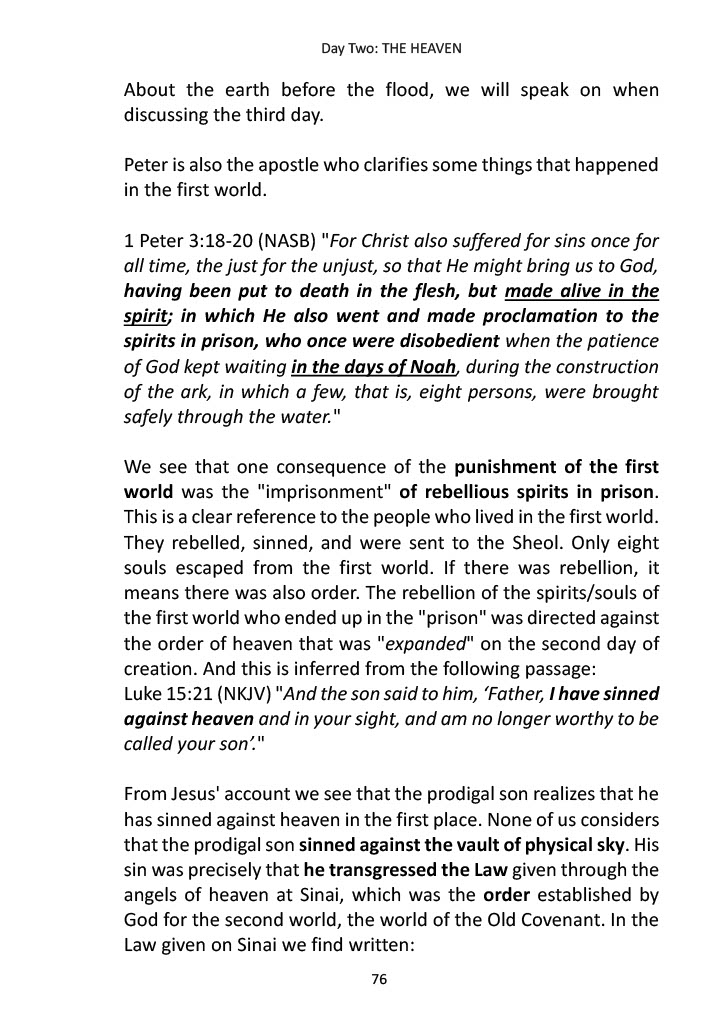 Day Two: THE HEAVEN
About the earth before the flood, we will speak on when
discussing the third day.
Peter is also the apostle who clarifies some things that happened
in the first world.
1 Peter 3:18-20 (NASB) "For Christ also suffered for sins once for
all time, the just for the unjust, so that He might bring us to God,
having been put to death in the flesh, but made alive in the
spirit; in which He also went and made proclamation to the
spirits in prison, who once were disobedient when the patience
of God kept waiting in the days of Noah, during the construction
of the ark, in which a few, that is, eight persons, were brought
safely through the water."
We see that one consequence of the punishment of the first
world was the "imprisonment" of rebellious spirits in prison.
This is a clear reference to the people who lived in the first world.
They rebelled, sinned, and were sent to the Sheol. Only eight
souls escaped from the first world. If there was rebellion, it
means there was also order. The rebellion of the spirits/souls of
the first world who ended up in the "prison" was directed against
the order of heaven that was "expanded" on the second day of
creation. And this is inferred from the following passage:
Luke 15:21 (NKJV) "And the son said to him, ‘Father, I have sinned
against heaven and in your sight, and am no longer worthy to be
called your son’."
From Jesus' account we see that the prodigal son realizes that he
has sinned against heaven in the first place. None of us considers
that the prodigal son sinned against the vault of physical sky. His
sin was precisely that he transgressed the Law given through the
angels of heaven at Sinai, which was the order established by
God for the second world, the world of the Old Covenant. In the
Law given on Sinai we find written:
76